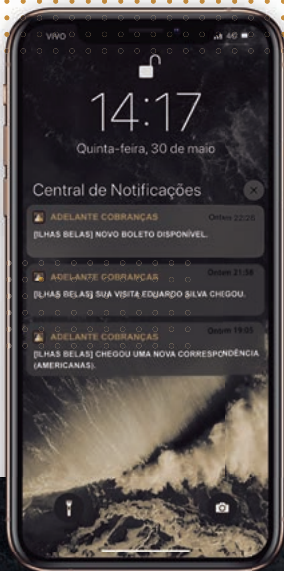 VIVO 4G
14:17
Quinta-feira, 30 de maio
Central de Notificações
ADELANTE COBRANÇAS Ontem 22:28
[ILHAS BELAS] NOVO BOLETO DISPONÍVEL.
ADELANTE COBRANÇAS Ontem 21:58
[ILHAS BELAS] SUA VISITA EDUARDO SILVA CHEGOU.
ADELANTE COBRANÇAS Ontem 19:05
[ILHAS BELAS] CHEGOU UMA NOVA CORRESPONDÊNCIA
(AMERICANAS).